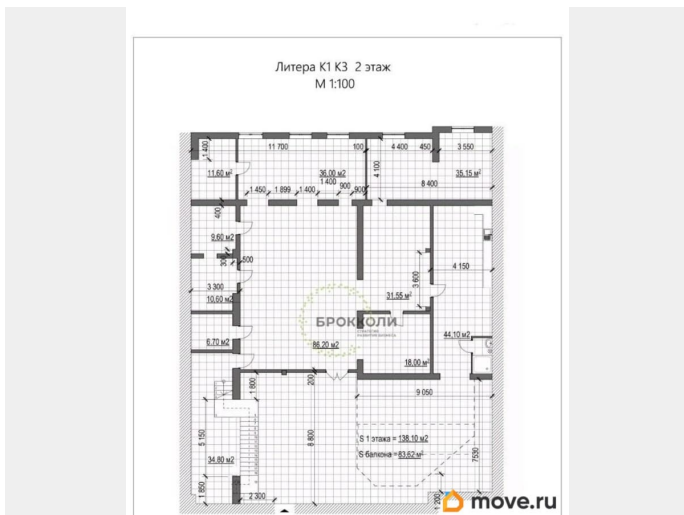 Литера К1 К3 2 этаж
М 1:100
11 700
100
4 400
450
3 550
1 400
11.60 м²
36.00 м²
1 400
4 100
35.15 м²
8 400
1 450
1 899
1 400
900
900
400
9.60 м2
300
500
3 300
10.60 м2
3 600
4 150
31.55 м²
БРОККОЛИ
44.10 м2
6.70 м2
86.20 м2
18.00 м²
1 800
200
9 050
5 150
8 800
S 1 этажа = 138,10 м2
S балкона = 83,62 м²
7530
34.80 м2
1 850
2 300
1 200
move.ru